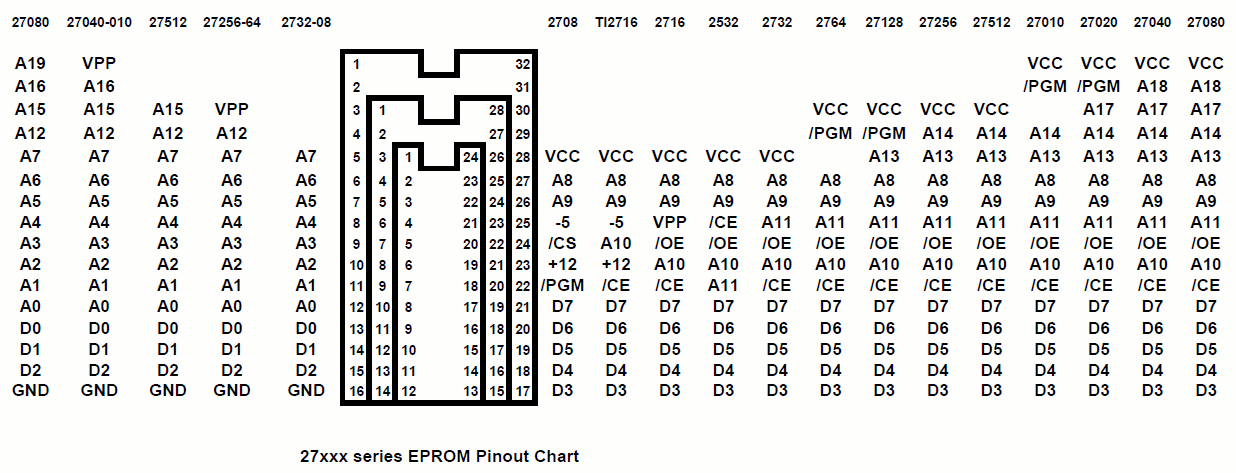 27080 27040-010 27512 27256-64 2732-08 2708 TI2716 2716 2532 2732 2764 27128 27256 27512 27010 27020 27040 27080
A19 VPP 1 32 VCC VCC VCC VCC
A16 A16 2 31 /PGM /PGM A18 A18
A15 A15 A15 VPP 3 1 28 30 VCC VCC VCC VCC A17 A17 A17
A12 A12 A12 A12 4 2 27 29 /PGM /PGM A14 A14 A14 A14 A14 A14
A7 A7 A7 A7 A7 5 3 1 24 26 28 VCC VCC VCC VCC VCC A13 A13 A13 A13 A13 A13 A13
A6 A6 A6 A6 A6 6 4 2 23 25 27 A8 A8 A8 A8 A8 A8 A8 A8 A8 A8 A8 A8 A8
A5 A5 A5 A5 A5 7 5 3 22 24 26 A9 A9 A9 A9 A9 A9 A9 A9 A9 A9 A9 A9 A9
A4 A4 A4 A4 A4 8 6 4 21 23 25 -5 -5 VPP /CE A11 A11 A11 A11 A11 A11 A11 A11 A11
A3 A3 A3 A3 A3 9 7 5 20 22 24 /CS A10 /OE /OE /OE /OE /OE /OE /OE /OE /OE /OE /OE
A2 A2 A2 A2 A2 10 8 6 19 21 23 +12 +12 A10 A10 A10 A10 A10 A10 A10 A10 A10 A10 A10
A1 A1 A1 A1 A1 11 9 7 18 20 22 /PGM /CE /CE A11 /CE /CE /CE /CE /CE /CE /CE /CE /CE
A0 A0 A0 A0 A0 12 10 8 17 19 21 D7 D7 D7 D7 D7 D7 D7 D7 D7 D7 D7 D7 D7
D0 D0 D0 D0 D0 13 11 9 16 18 20 D6 D6 D6 D6 D6 D6 D6 D6 D6 D6 D6 D6 D6
D1 D1 D1 D1 D1 14 12 10 15 17 19 D5 D5 D5 D5 D5 D5 D5 D5 D5 D5 D5 D5 D5
D2 D2 D2 D2 D2 15 13 11 14 16 18 D4 D4 D4 D4 D4 D4 D4 D4 D4 D4 D4 D4 D4
GND GND GND GND GND 16 14 12 13 15 17 D3 D3 D3 D3 D3 D3 D3 D3 D3 D3 D3 D3 D3
27xxx series EPROM Pinout Chart